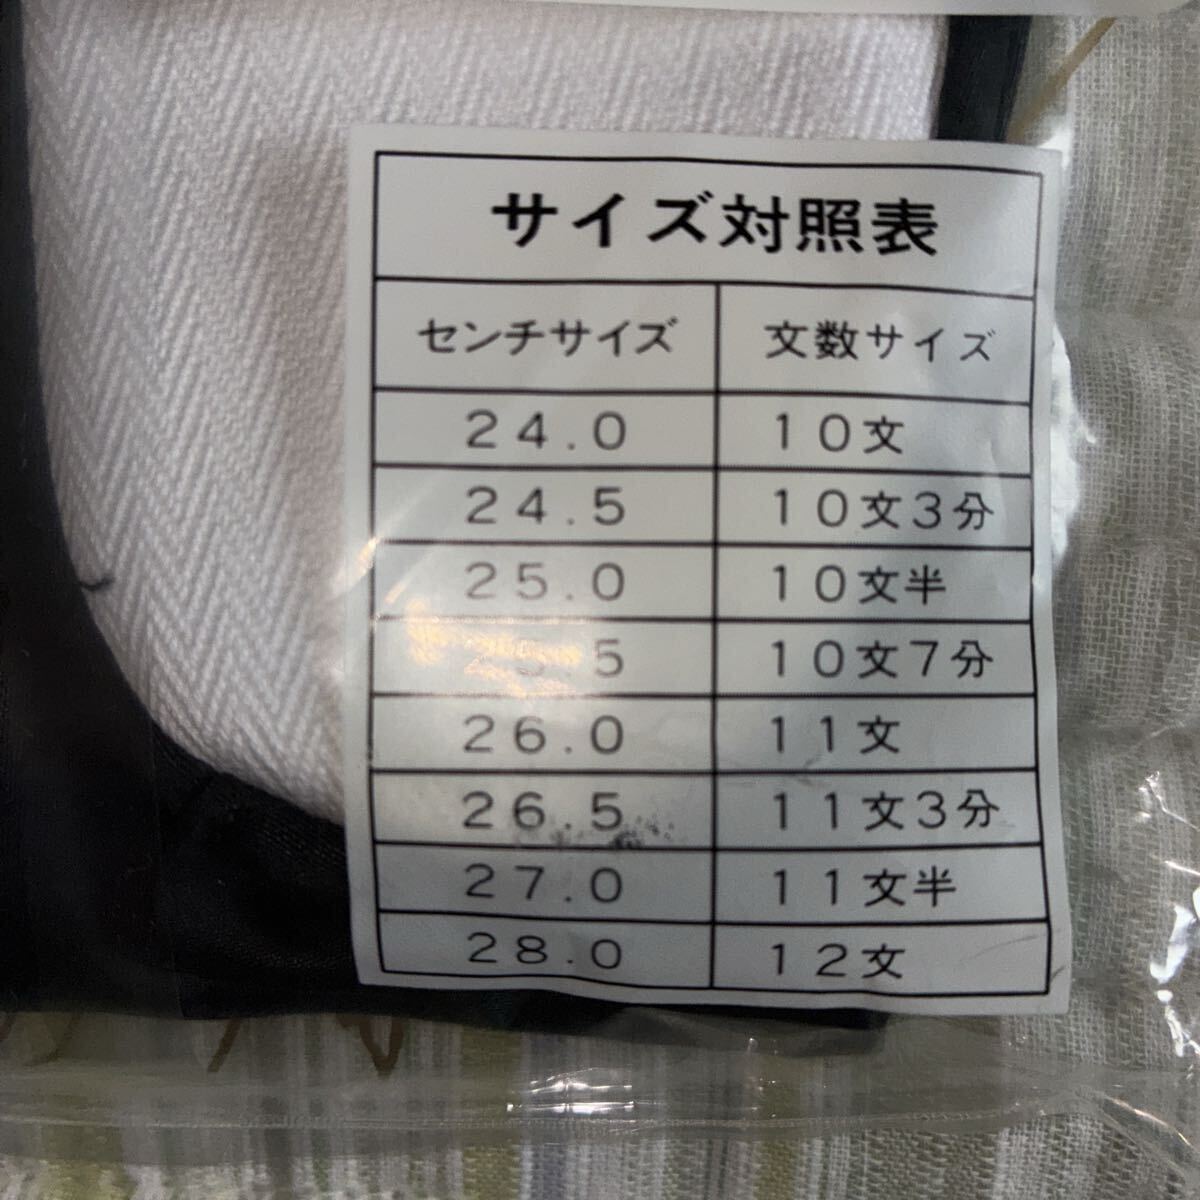 サイズ対照表
センチサイズ 文数サイズ
24.0 10文
24.5 10文3分
25.0 10文半
25.5 10文7分
26.0 11文
26.5 11文3分
27.0 11文半
28.0 12文